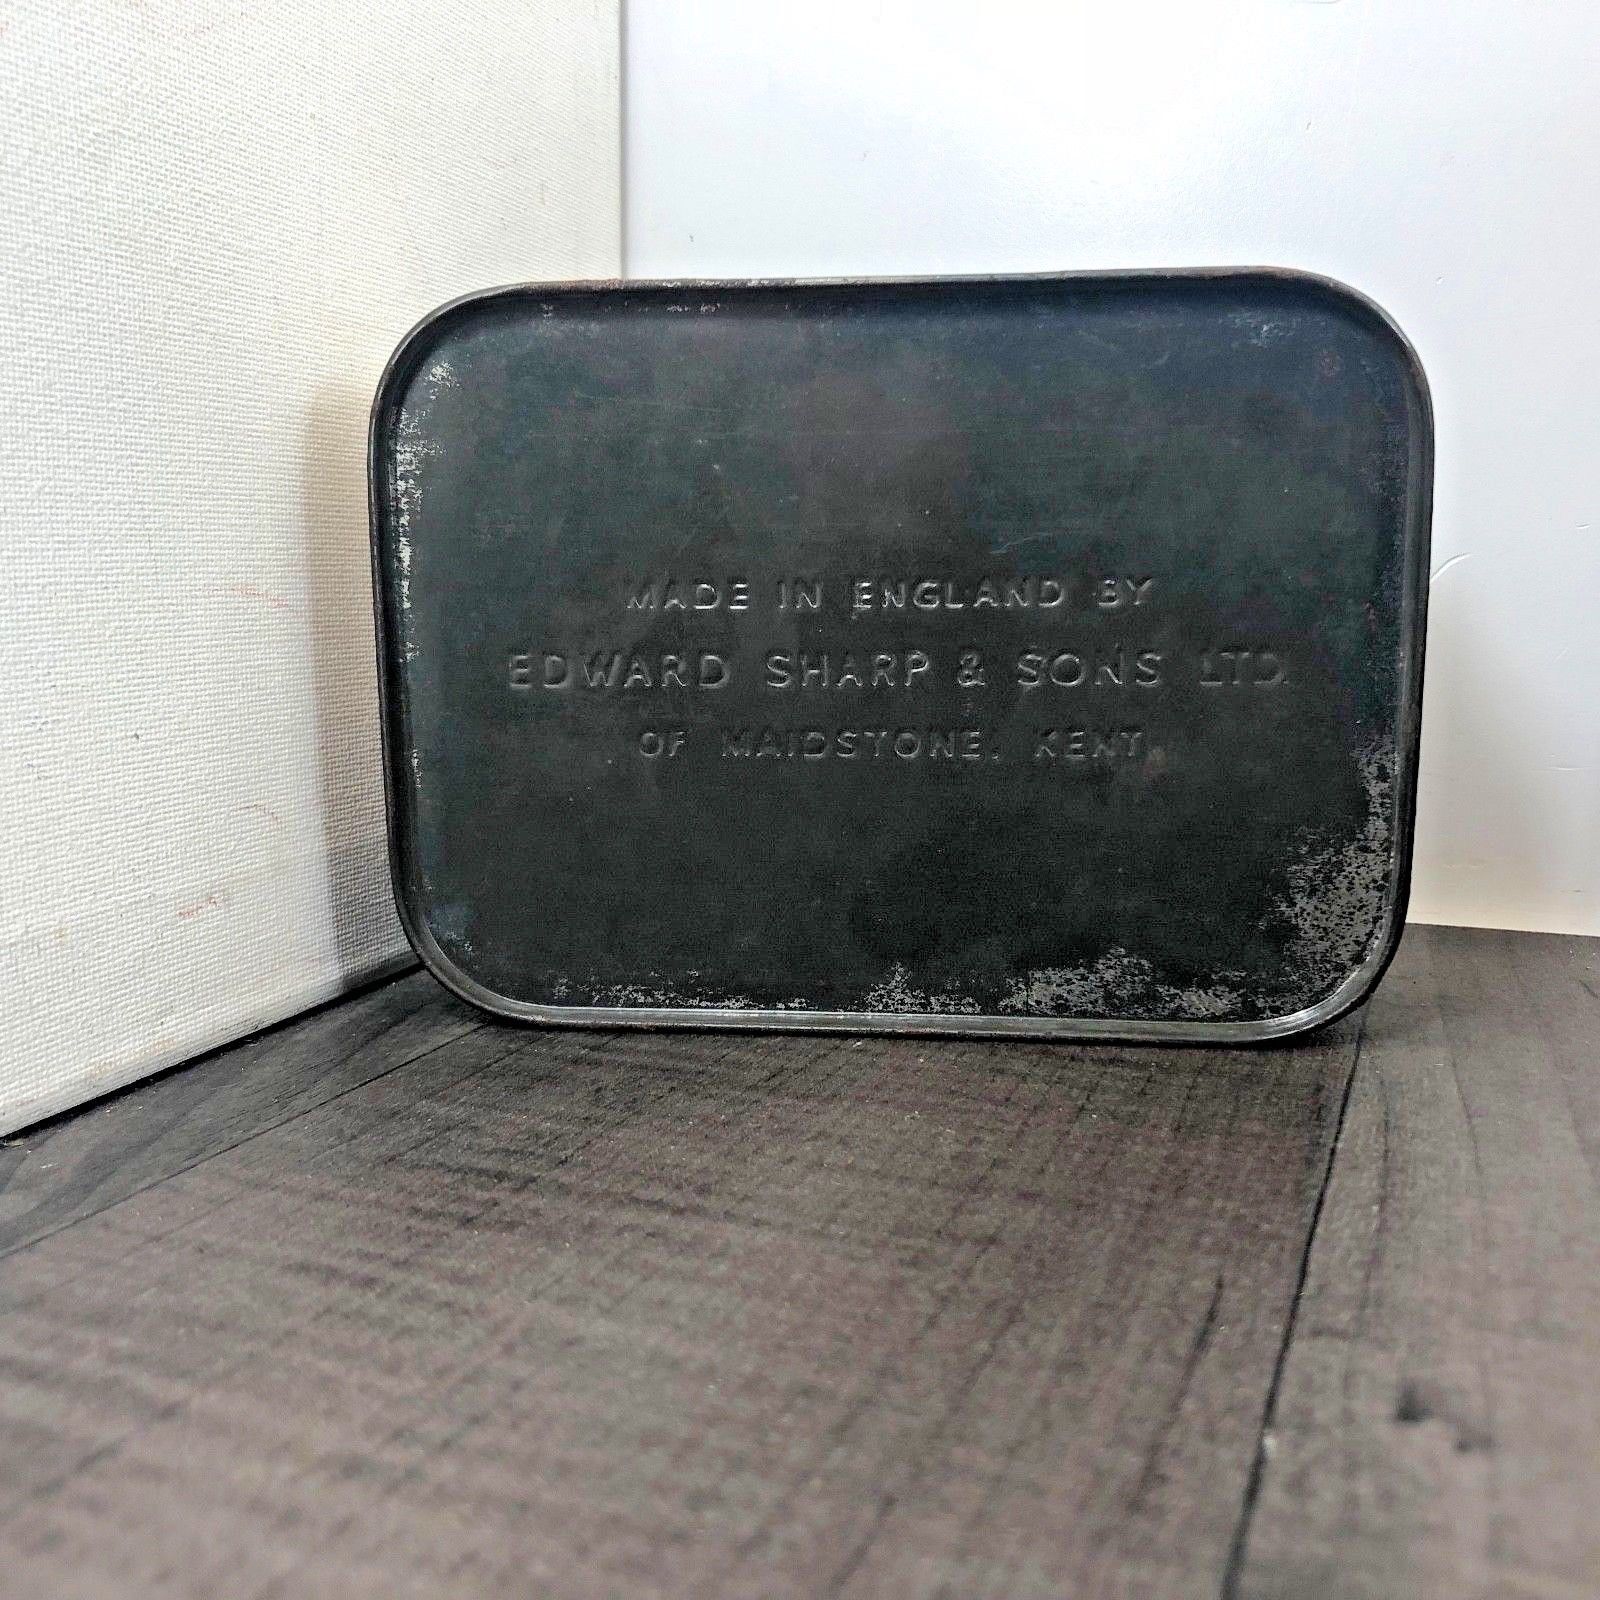 MADE IN ENGLAND BY
EDWARD SHARP & SONS LTD.
OF MAIDSTONE, KENT